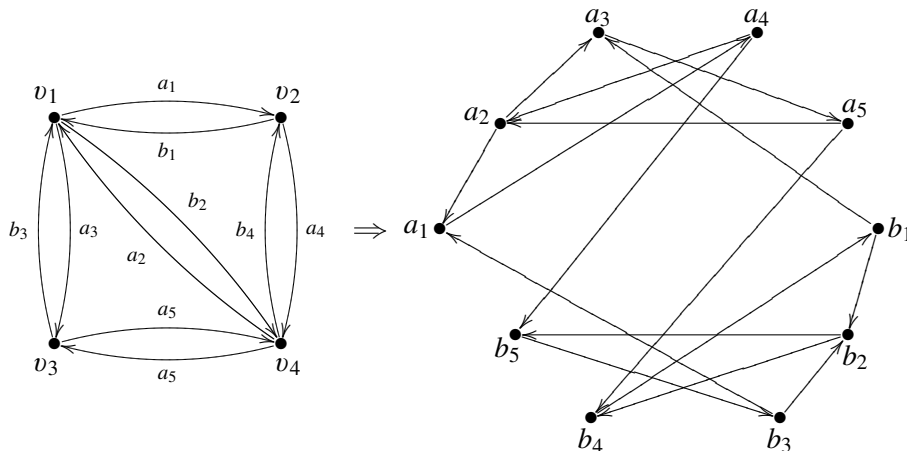 a₃ a₄
v₁ a₁ v₂
a₂ a₅
b₁
b₂
b₃ a₃ b₄ a₄ ⇒ a₁ b₁
a₂
a₅
v₃ a₅ v₄
b₅ b₂
b₄ b₃